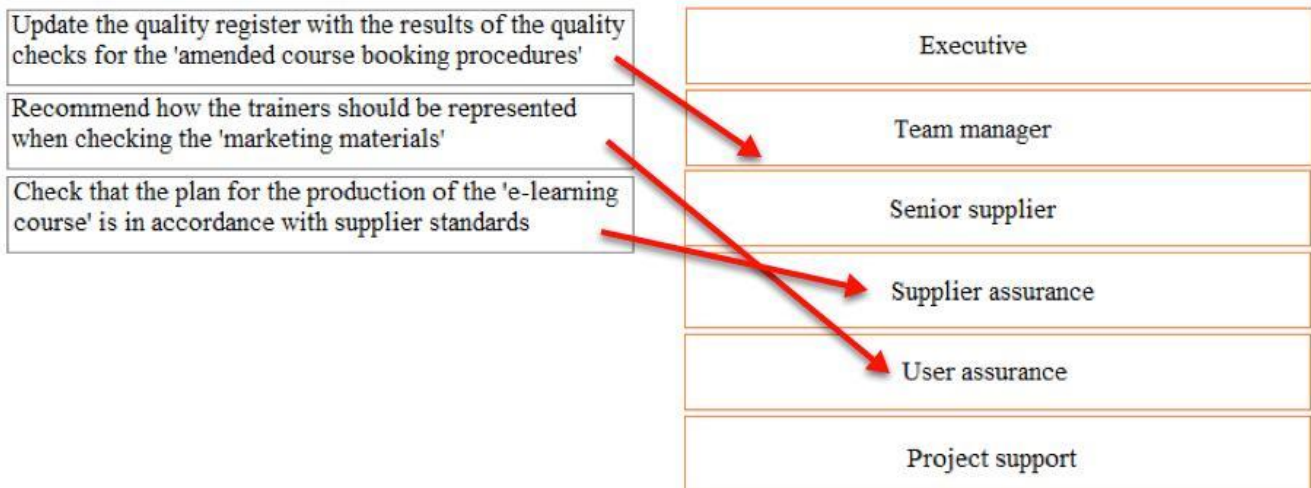 Update the quality register with the results of the quality
checks for the 'amended course booking procedures'
Recommend how the trainers should be represented
when checking the 'marketing materials'
Check that the plan for the production of the 'e-learning
course' is in accordance with supplier standards
Executive
Team manager
Senior supplier
Supplier assurance
User assurance
Project support